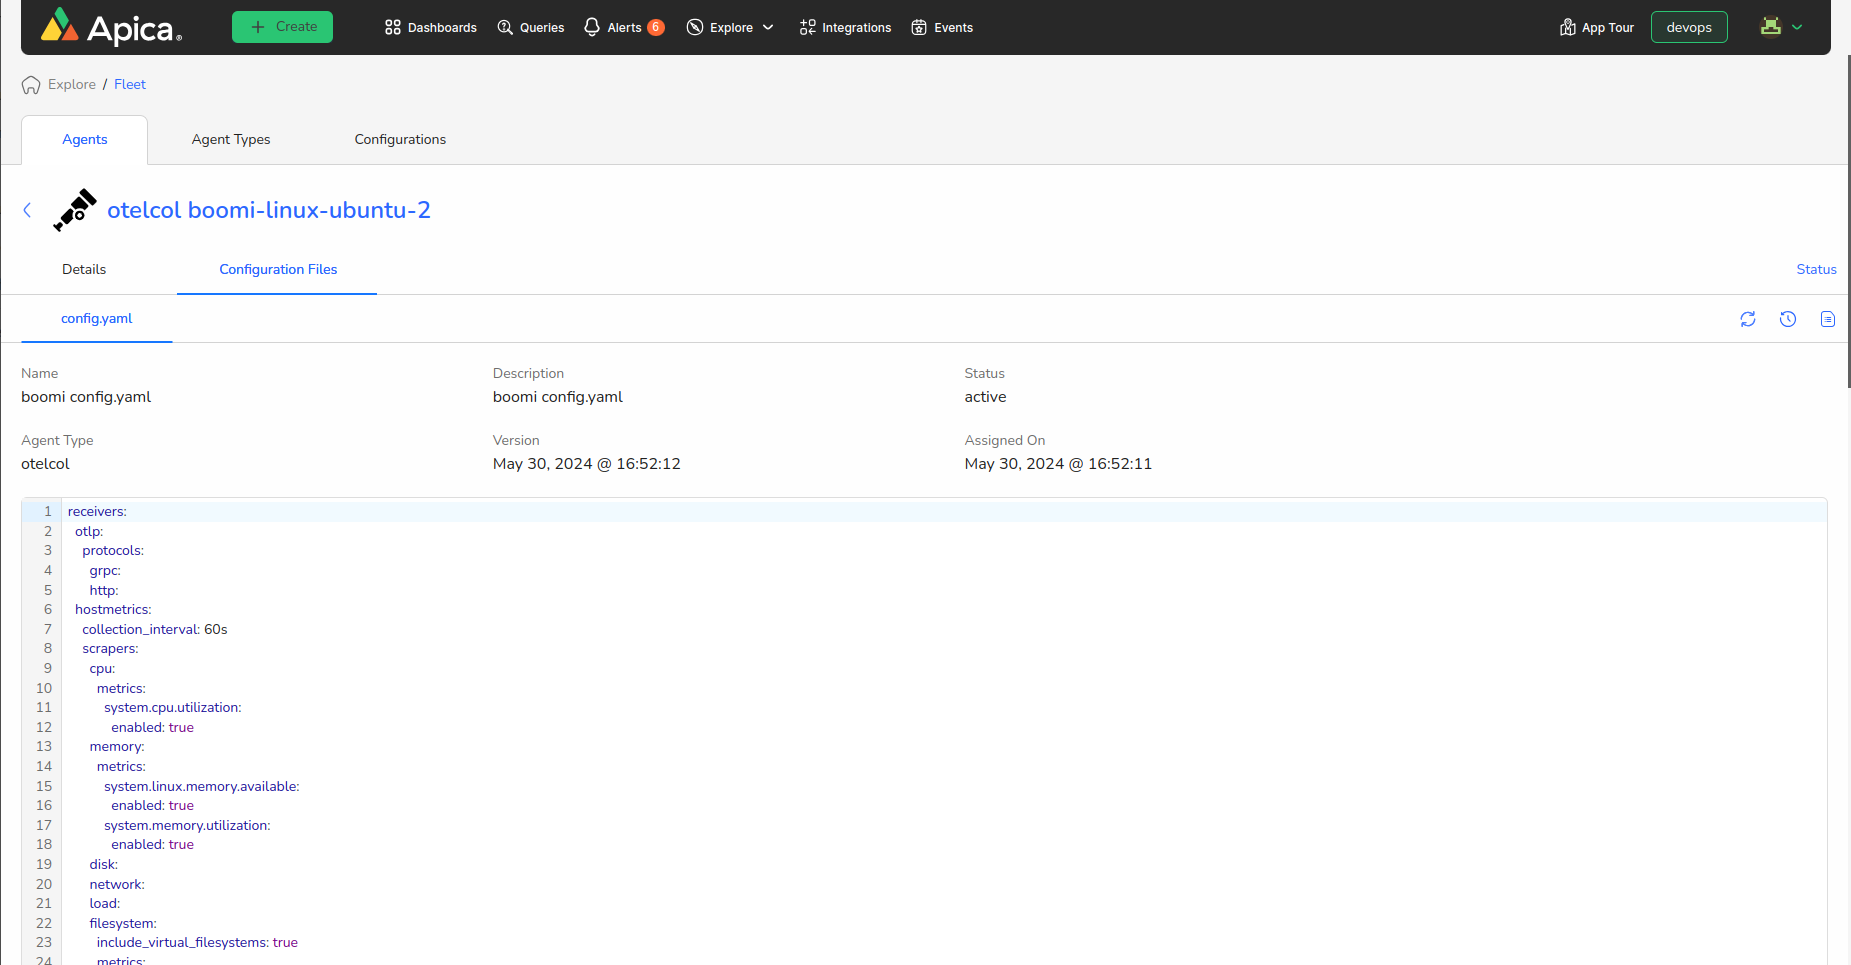 Apica
Create
Dashboards
Queries
Alerts 6
Explore
Integrations
Events
App Tour
devops
Explore / Fleet
Agents
Agent Types
Configurations
otelcol boomi-linux-ubuntu-2
Details
Configuration Files
Status
config.yaml
Name
Description
Status
boomi config.yaml
boomi config.yaml
active
Agent Type
Version
Assigned On
otelcol
May 30, 2024 @ 16:52:12
May 30, 2024 @ 16:52:11
1 receivers:
2 otlp:
3 protocols:
4 grpc:
5 http:
6 hostmetrics:
7 collection_interval: 60s
8 scrapers:
9 cpu:
10 metrics:
11 system.cpu.utilization:
12 enabled: true
13 memory:
14 metrics:
15 system.linux.memory.available:
16 enabled: true
17 system.memory.utilization:
18 enabled: true
19 disk:
20 network:
21 load:
22 filesystem:
23 include_virtual_filesystems: true
24 metrics: